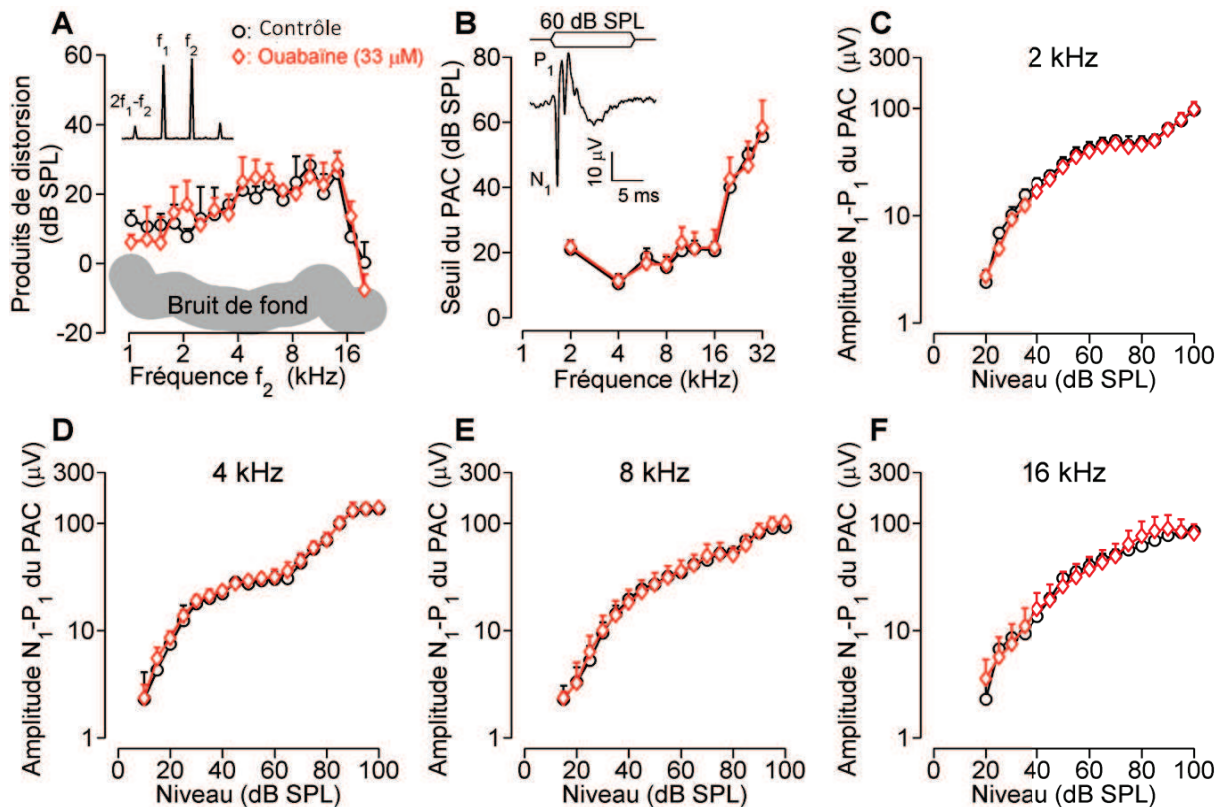 A
f1
f2
2f1-f2
○: Contrôle
◇: Ouabaïne (33 µM)
Produits de distorsion
(dB SPL)
60
40
20
0
-20
Bruit de fond
1 2 4 8 16
Fréquence f2 (kHz)
B
60 dB SPL
P1
N1
10 µV
5 ms
Seuil du PAC (dB SPL)
80
60
40
20
0
1 2 4 8 16 32
Fréquence (kHz)
C
2 kHz
Amplitude N1-P1 du PAC (µV)
300
100
10
1
0 20 40 60 80 100
Niveau (dB SPL)
D
4 kHz
Amplitude N1-P1 du PAC (µV)
300
100
10
1
0 20 40 60 80 100
Niveau (dB SPL)
E
8 kHz
Amplitude N1-P1 du PAC (µV)
300
100
10
1
0 20 40 60 80 100
Niveau (dB SPL)
F
16 kHz
Amplitude N1-P1 du PAC (µV)
300
100
10
1
0 20 40 60 80 100
Niveau (dB SPL)